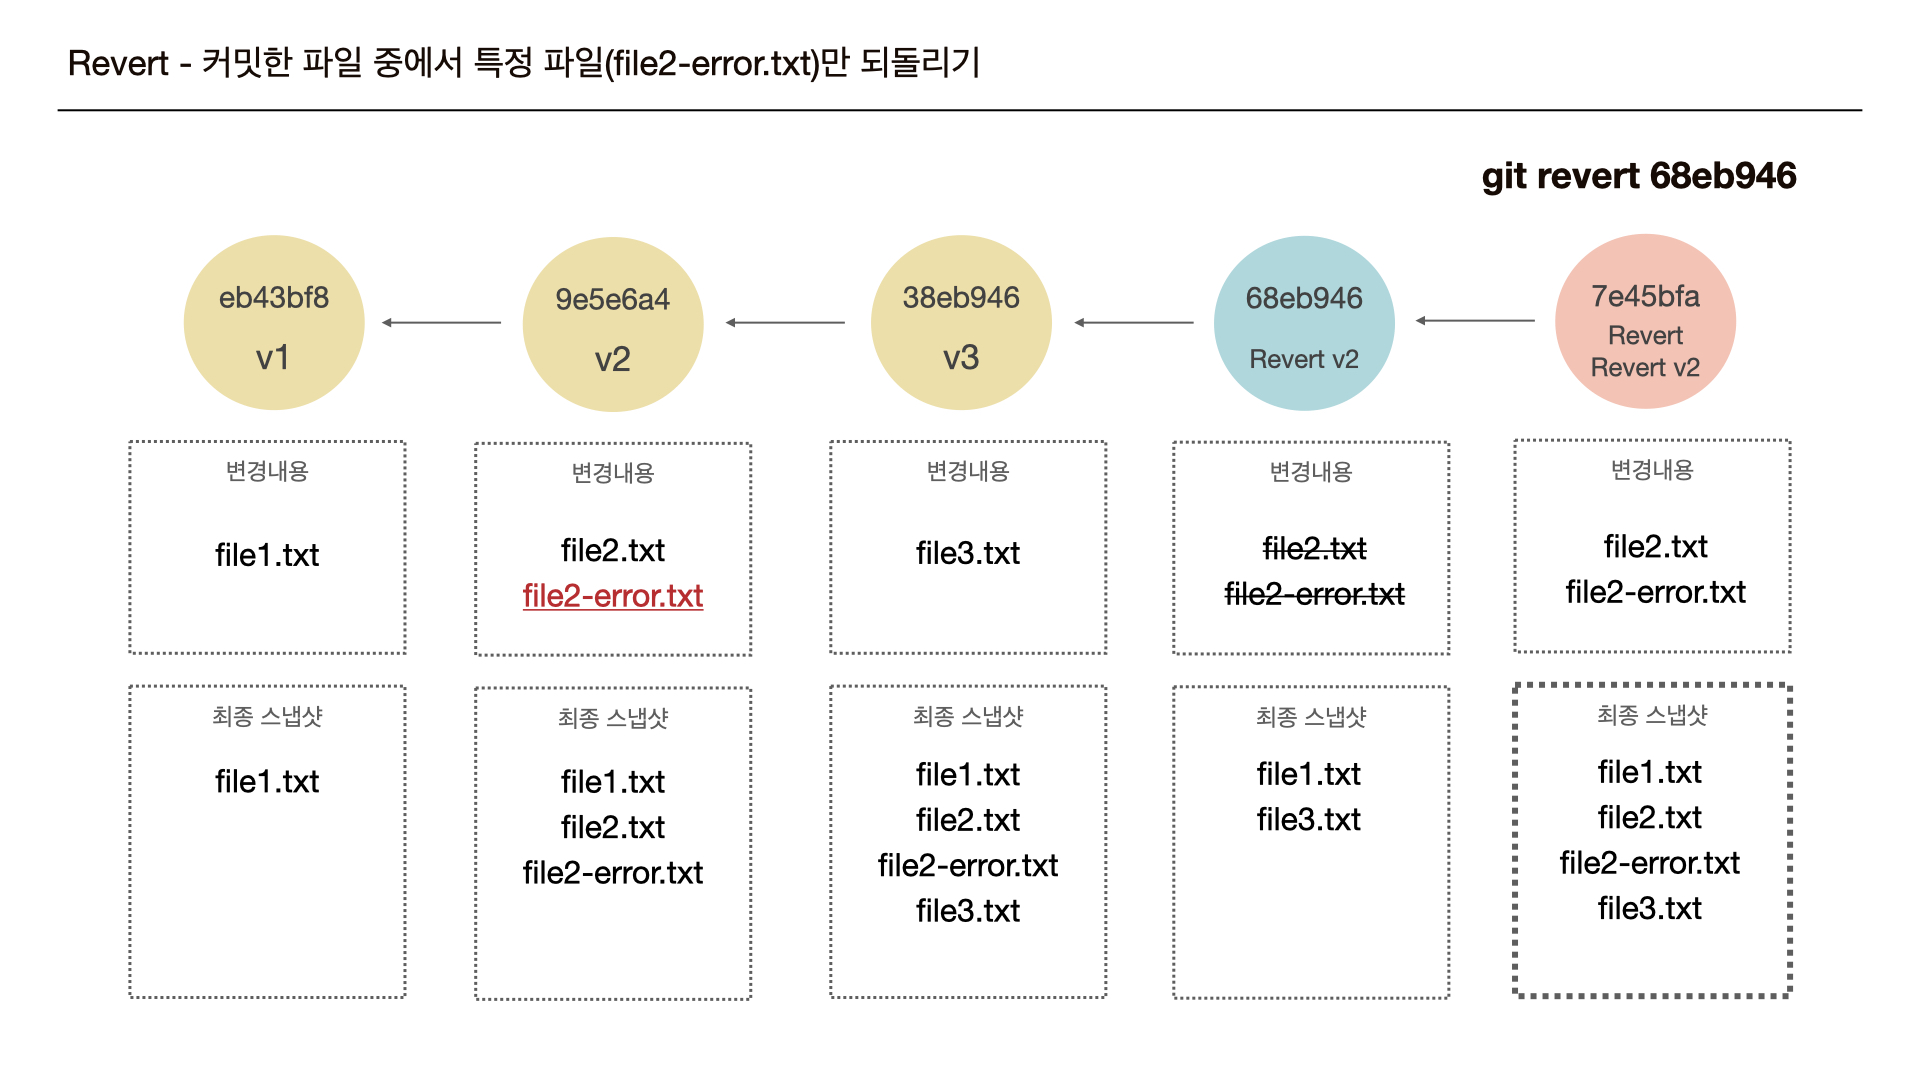 Revert - 커밋한 파일 중에서 특정 파일(file2-error.txt)만 되돌리기
git revert 68eb946
eb43bf8
v1
9e5e6a4
v2
38eb946
v3
68eb946
Revert v2
7e45bfa
Revert
Revert v2
변경내용
file1.txt
변경내용
file2.txt
file2-error.txt
변경내용
file3.txt
변경내용
file2.txt
file2-error.txt
변경내용
file2.txt
file2-error.txt
최종 스냅샷
file1.txt
최종 스냅샷
file1.txt
file2.txt
file2-error.txt
최종 스냅샷
file1.txt
file2.txt
file2-error.txt
file3.txt
최종 스냅샷
file1.txt
file3.txt
최종 스냅샷
file1.txt
file2.txt
file2-error.txt
file3.txt